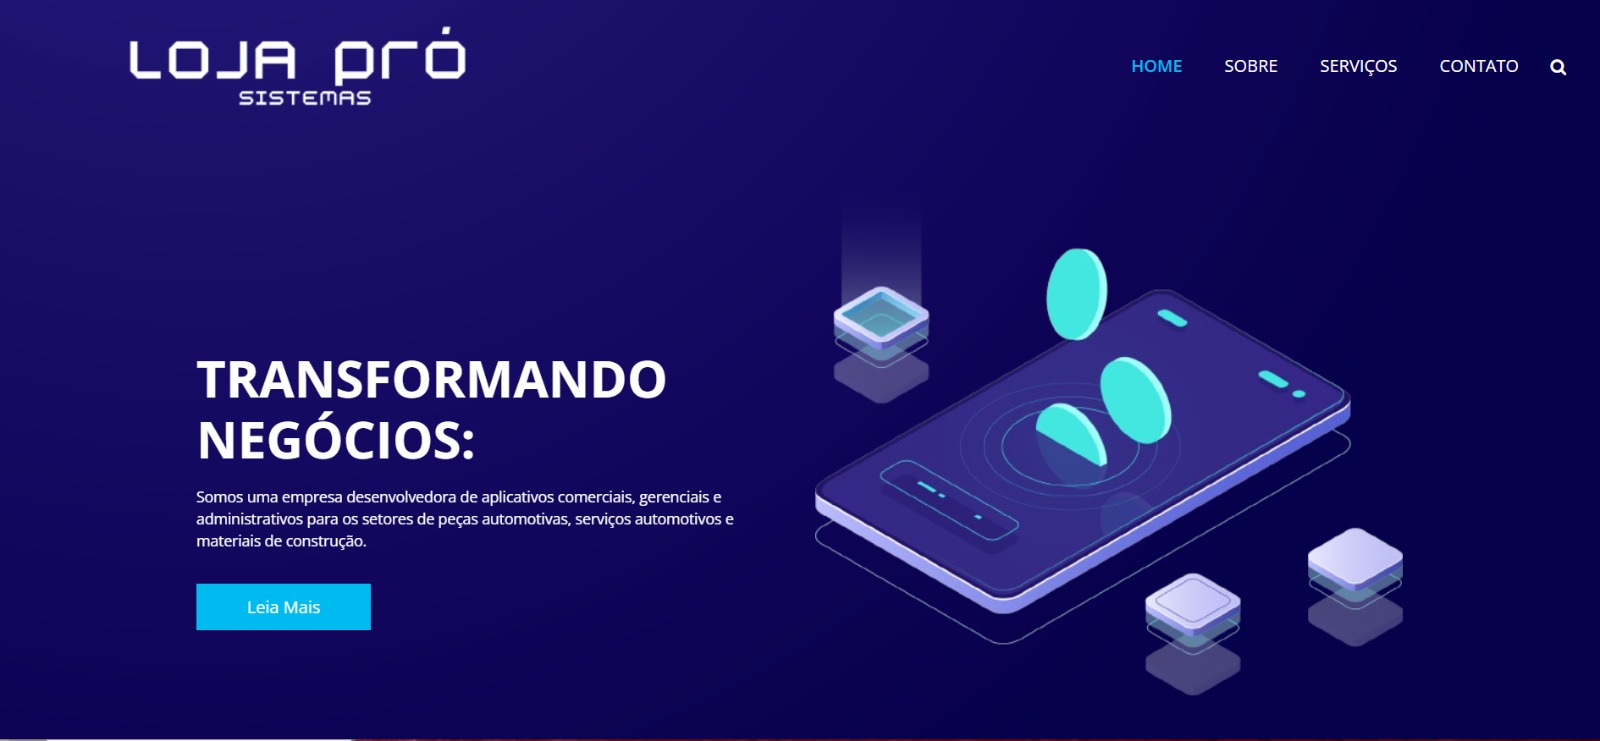 LOJA PRÓ
SISTEMAS
HOME SOBRE SERVIÇOS CONTATO
TRANSFORMANDO
NEGÓCIOS:
Somos uma empresa desenvolvedora de aplicativos comerciais, gerenciais e
administrativos para os setores de peças automotivas, serviços automotivos e
materiais de construção.
Leia Mais